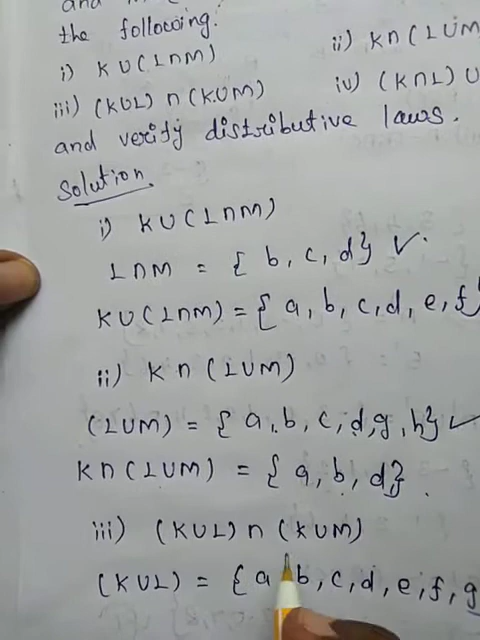 the following.
i) K ∪ (L ∩ M)
ii) K ∩ (L ∪ M
iii) (K ∪ L) ∩ (K ∪ M)
iv) (K ∩ L) ∪
and verify distributive laws.
Solution.
i) K ∪ (L ∩ M)
L ∩ M = { b, c, d} ✓.
K ∪ (L ∩ M) = { a, b, c, d, e, f}
ii) K ∩ (L ∪ M)
(L ∪ M) = { a, b, c, d, g, h} ✓
K ∩ (L ∪ M) = { a, b, d}.
iii) (K ∪ L) ∩ (K ∪ M)
(K ∪ L) = { a b, c, d, e, f, g